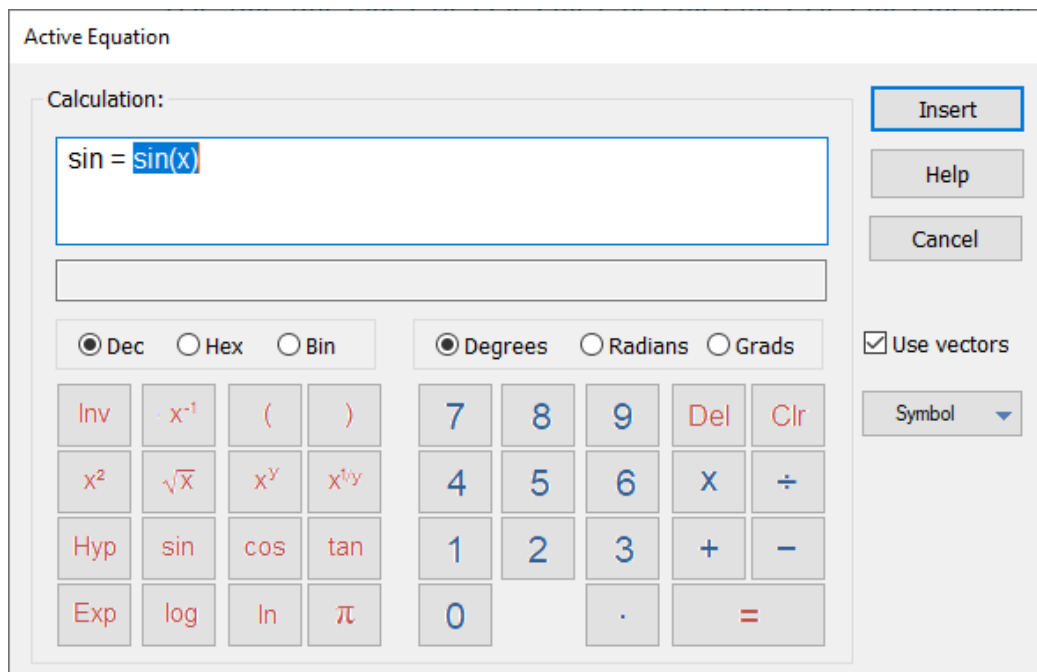 Active Equation
Calculation:
sin = sin(x)
Insert
Help
Cancel
Dec Hex Bin
Degrees Radians Grads
Use vectors
Inv x⁻¹ ( )
7 8 9 Del Clr
Symbol
x² √x xʸ x¹ᐟʸ
4 5 6 x ÷
Hyp sin cos tan
1 2 3 + −
Exp log ln π
0 . =